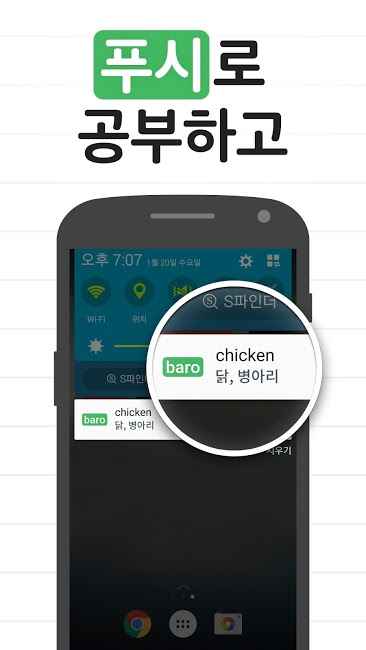 푸시로
공부하고
오후 7:07 1월 20일 수요일
Wi-Fi
위치
S파인더
S파인더
baro
chicken
닭, 병아리
baro
chicken
닭, 병아리
지우기